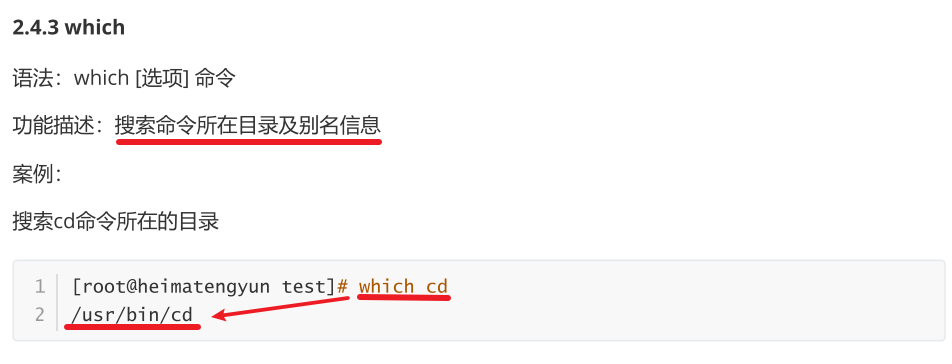 2.4.3 which
语法：which [选项] 命令
功能描述：搜索命令所在目录及别名信息
案例：
搜索cd命令所在的目录
1 [root@heimatengyun test]# which cd
2 /usr/bin/cd